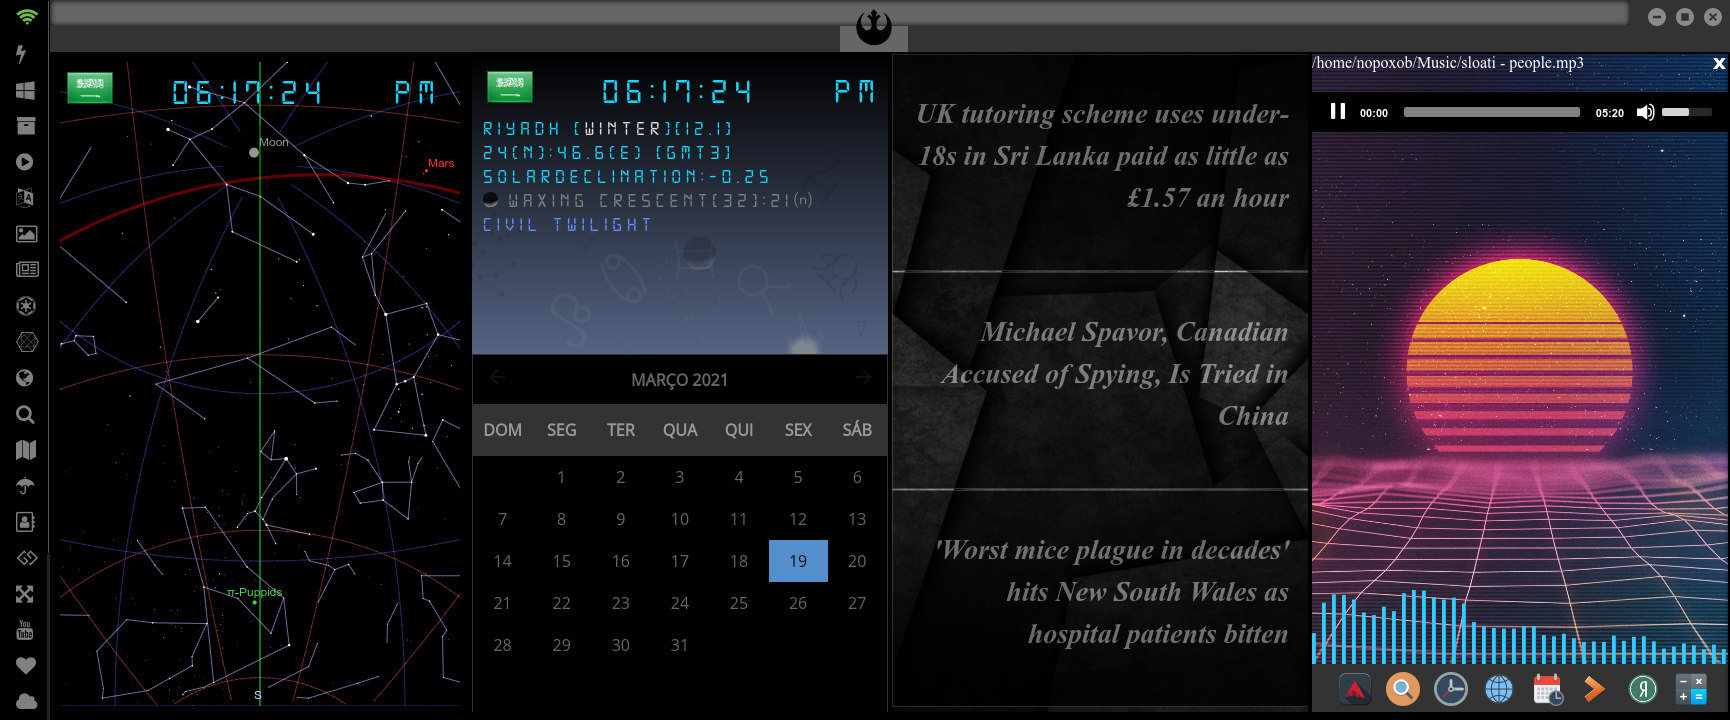 06:17:24 PM
Moon
Mars
π-Puppids
S
06:17:24 PM
RIYADH [WINTER][12.1]
24(N):46.6(E) [GMT3]
SOLARDECLINATION:-0.25
WAXING CRESCENT[32]:21(n)
CIVIL TWILIGHT
MARÇO 2021
DOM SEG TER QUA QUI SEX SÁB
1 2 3 4 5 6
7 8 9 10 11 12 13
14 15 16 17 18 19 20
21 22 23 24 25 26 27
28 29 30 31
UK tutoring scheme uses under-
18s in Sri Lanka paid as little as
£1.57 an hour
Michael Spavor, Canadian
Accused of Spying, Is Tried in
China
'Worst mice plague in decades'
hits New South Wales as
hospital patients bitten
/home/nopoxob/Music/sloati - people.mp3 x
00:00 05:20
You
Tube
Я